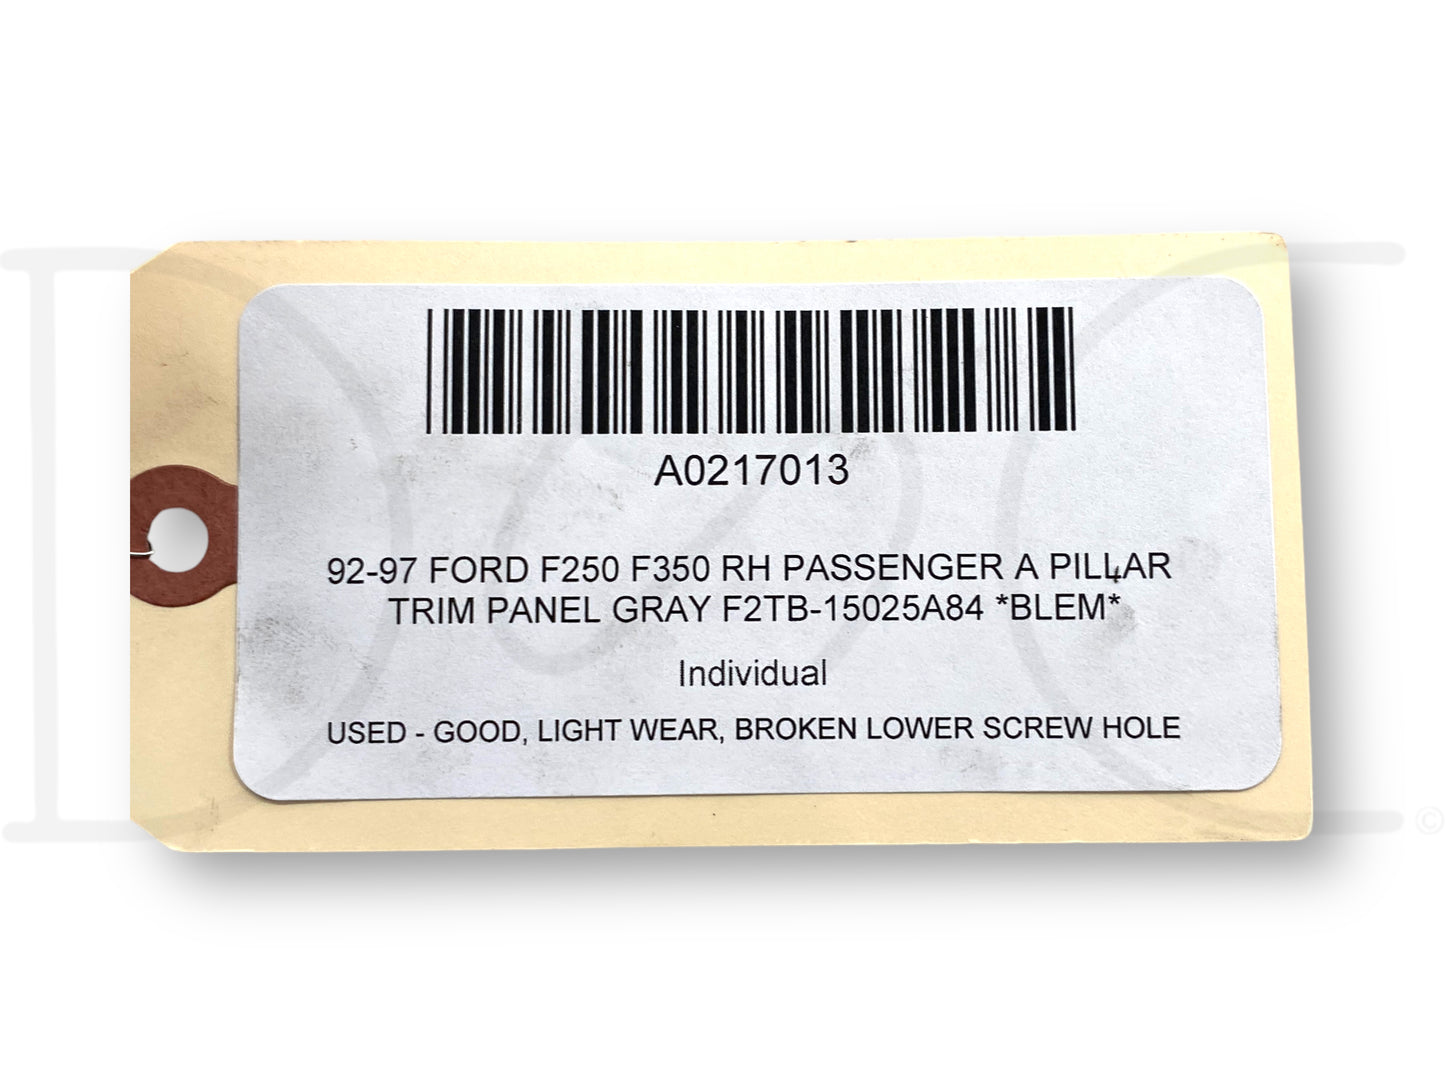 A0217013
92-97 FORD F250 F350 RH PASSENGER A PILLAR
TRIM PANEL GRAY F2TB-15025A84 *BLEM*
Individual
USED - GOOD, LIGHT WEAR, BROKEN LOWER SCREW HOLE
©